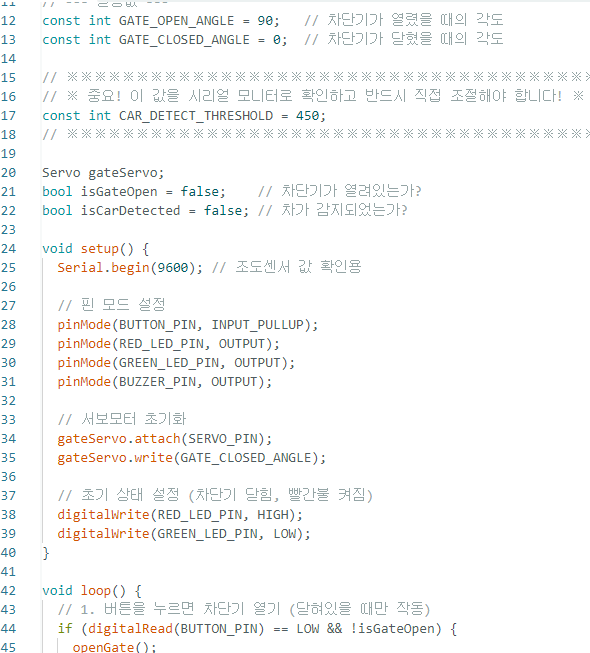 11 // --- 설정값 ---
12 const int GATE_OPEN_ANGLE = 90;   // 차단기가 열렸을 때의 각도
13 const int GATE_CLOSED_ANGLE = 0;  // 차단기가 닫혔을 때의 각도
14
15 // ※※※※※※※※※※※※※※※※※※※※※※※※※※※※※※※※※※※※※※
16 // ※ 중요! 이 값을 시리얼 모니터로 확인하고 반드시 직접 조절해야 합니다! ※
17 const int CAR_DETECT_THRESHOLD = 450;
18 // ※※※※※※※※※※※※※※※※※※※※※※※※※※※※※※※※※※※※※※
19
20 Servo gateServo;
21 bool isGateOpen = false;    // 차단기가 열려있는가?
22 bool isCarDetected = false; // 차가 감지되었는가?
23
24 void setup() {
25   Serial.begin(9600); // 조도센서 값 확인용
26
27   // 핀 모드 설정
28   pinMode(BUTTON_PIN, INPUT_PULLUP);
29   pinMode(RED_LED_PIN, OUTPUT);
30   pinMode(GREEN_LED_PIN, OUTPUT);
31   pinMode(BUZZER_PIN, OUTPUT);
32
33   // 서보모터 초기화
34   gateServo.attach(SERVO_PIN);
35   gateServo.write(GATE_CLOSED_ANGLE);
36
37   // 초기 상태 설정 (차단기 닫힘, 빨간불 켜짐)
38   digitalWrite(RED_LED_PIN, HIGH);
39   digitalWrite(GREEN_LED_PIN, LOW);
40 }
41
42 void loop() {
43   // 1. 버튼을 누르면 차단기 열기 (닫혀있을 때만 작동)
44   if (digitalRead(BUTTON_PIN) == LOW && !isGateOpen) {
45     openGate();